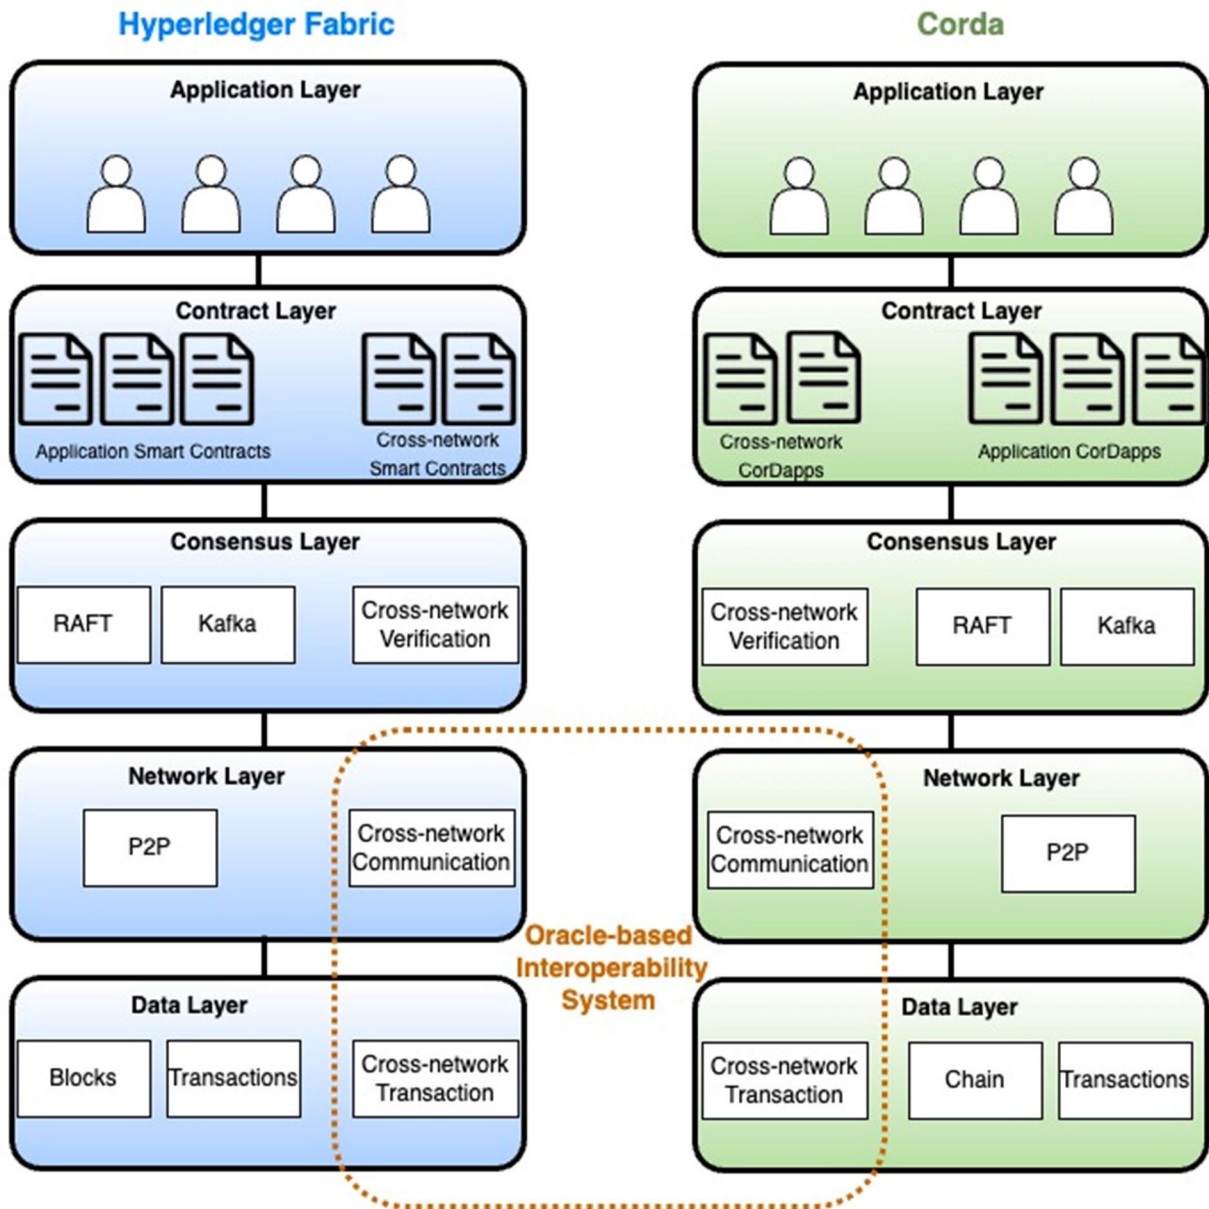 Hyperledger Fabric
Application Layer
Contract Layer
Application Smart Contracts
Cross-network
Smart Contracts
Consensus Layer
RAFT
Kafka
Cross-network
Verification
Network Layer
P2P
Cross-network
Communication
Data Layer
Blocks
Transactions
Cross-network
Transaction
Oracle-based
Interoperability
System
Corda
Application Layer
Contract Layer
Cross-network
CorDapps
Application CorDapps
Consensus Layer
Cross-network
Verification
RAFT
Kafka
Network Layer
Cross-network
Communication
P2P
Data Layer
Cross-network
Transaction
Chain
Transactions